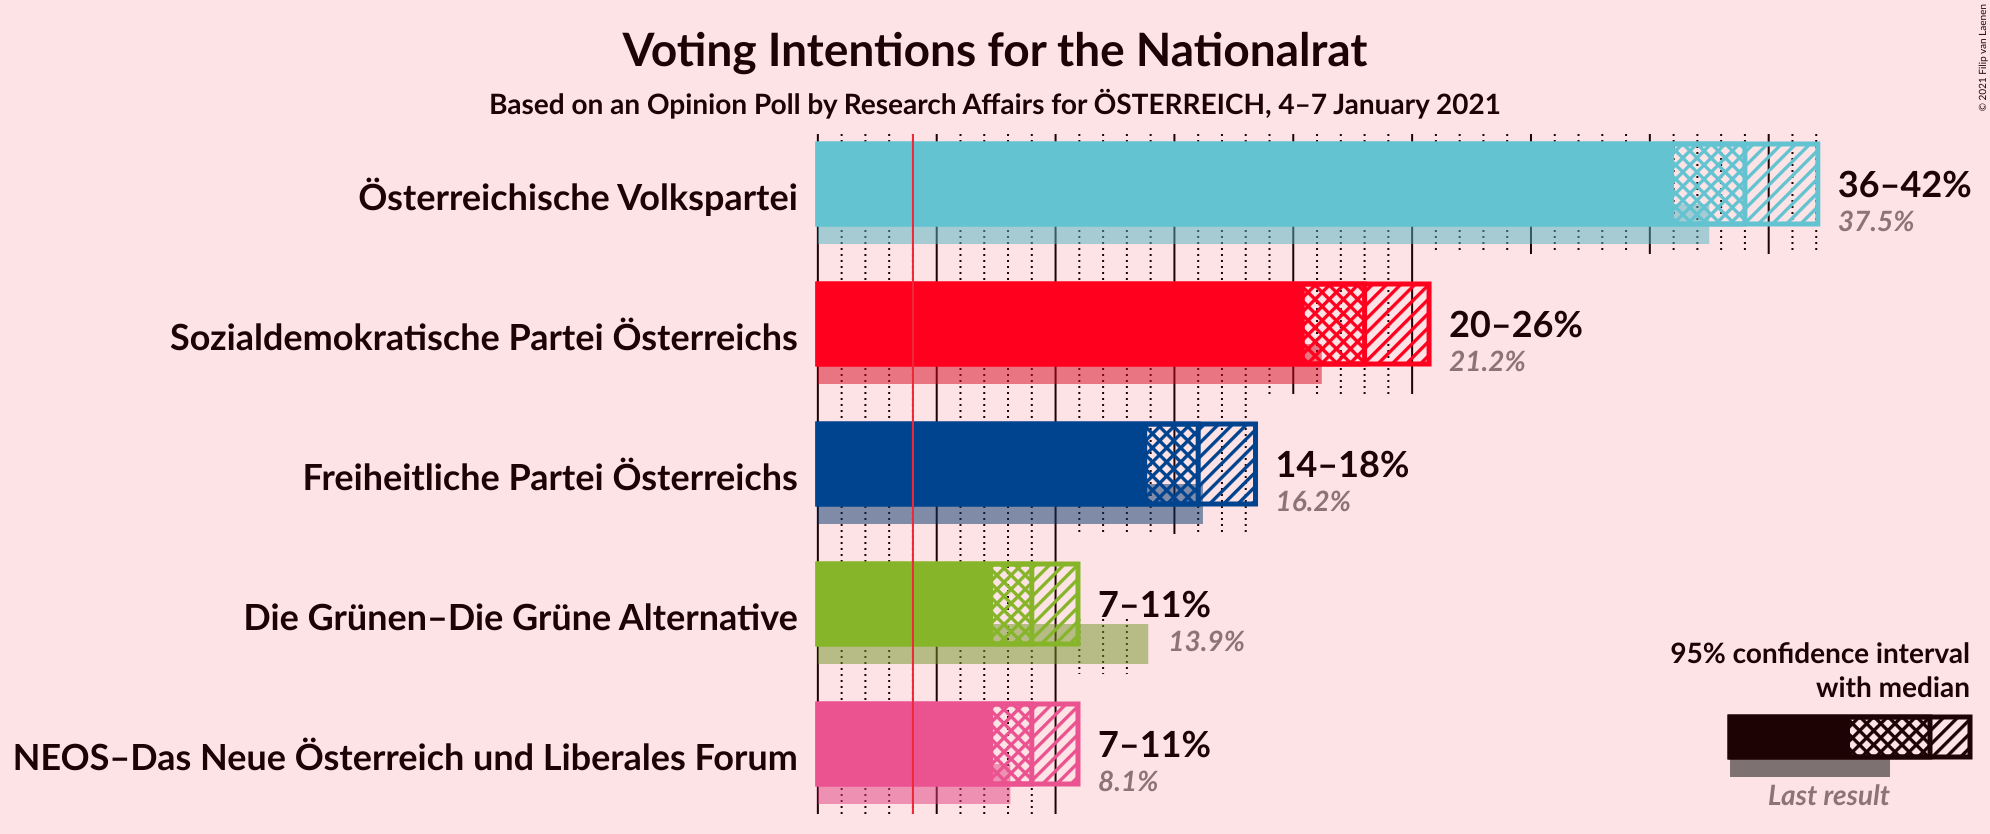 Voting Intentions for the Nationalrat
Based on an Opinion Poll by Research Affairs for ÖSTERREICH, 4–7 January 2021
© 2021 Filip van Laenen
Österreichische Volkspartei
36–42%
37.5%
Sozialdemokratische Partei Österreichs
20–26%
21.2%
Freiheitliche Partei Österreichs
14–18%
16.2%
Die Grünen–Die Grüne Alternative
7–11%
13.9%
NEOS–Das Neue Österreich und Liberales Forum
7–11%
8.1%
95% confidence interval
with median
Last result